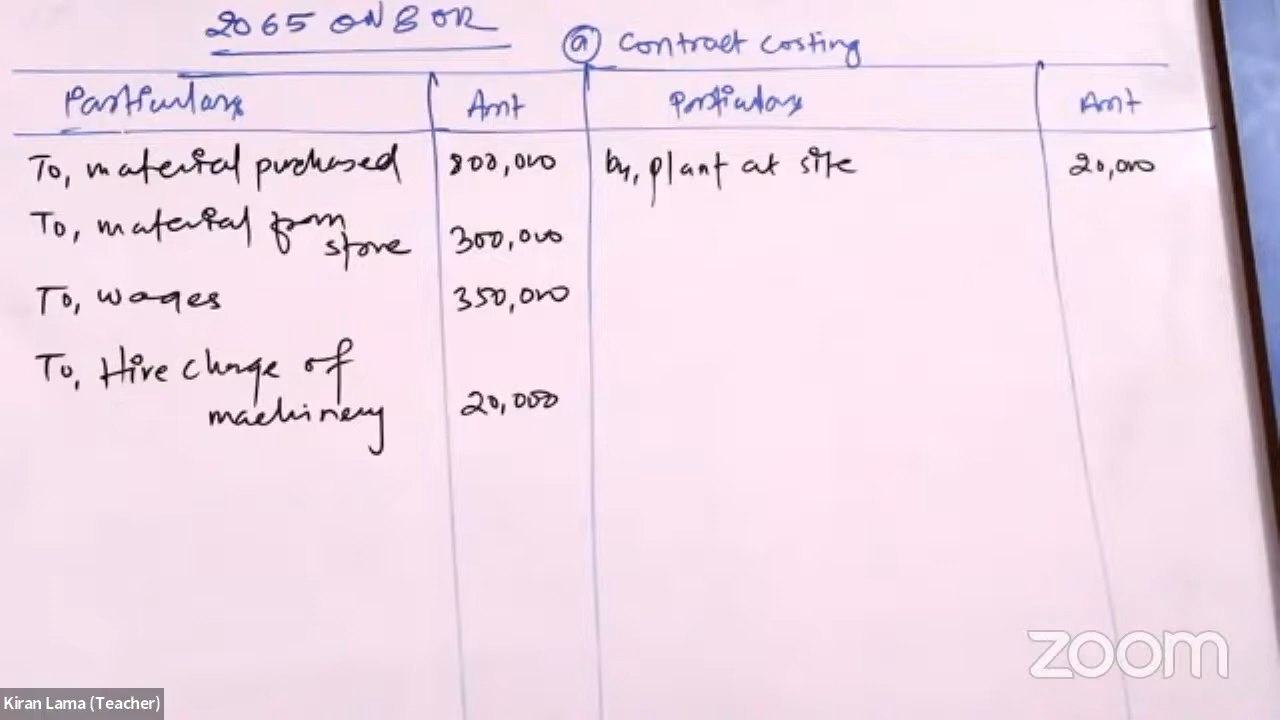 2065 QN 8 OR
(a) Contract costing
Particulars Amt Particulars Amt
To, material purchased 800,000 by, plant at site 20,000
To, material from
store 300,000
To, wages 350,000
To, Hire charge of
machinery 20,000
zoom
Kiran Lama (Teacher)